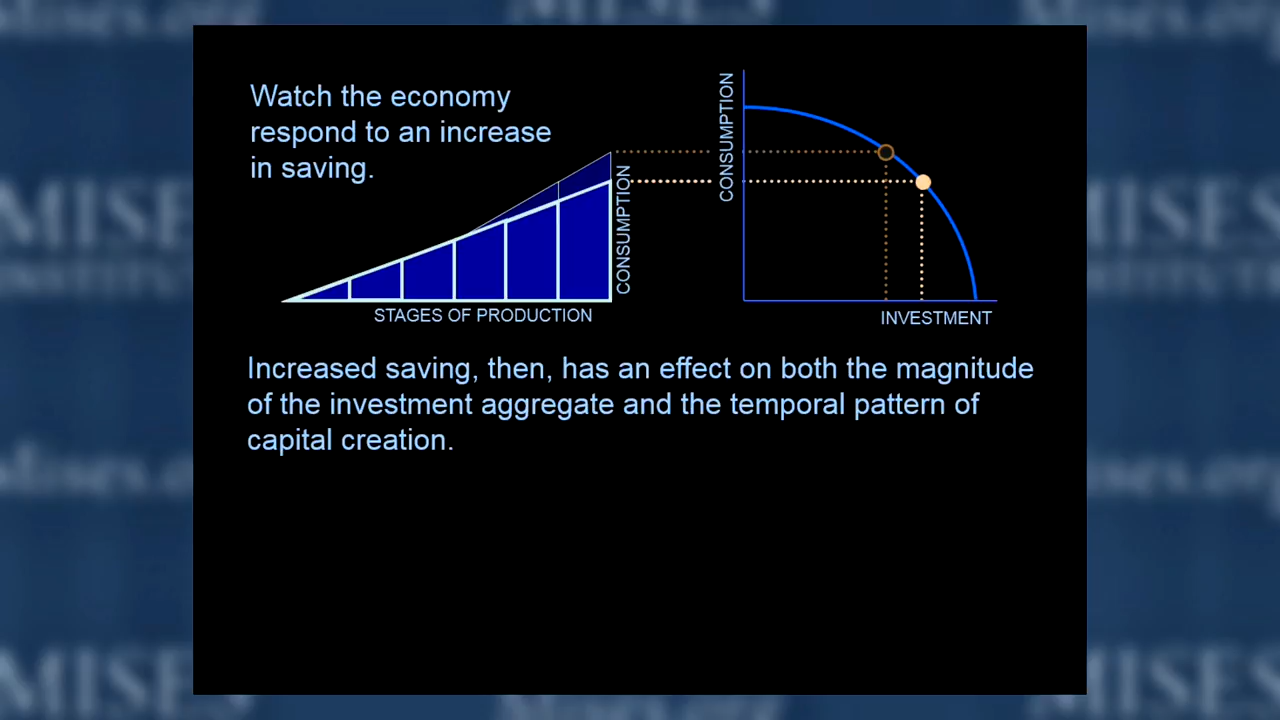 Watch the economy
respond to an increase
in saving.
CONSUMPTION
STAGES OF PRODUCTION
CONSUMPTION
INVESTMENT
Increased saving, then, has an effect on both the magnitude
of the investment aggregate and the temporal pattern of
capital creation.